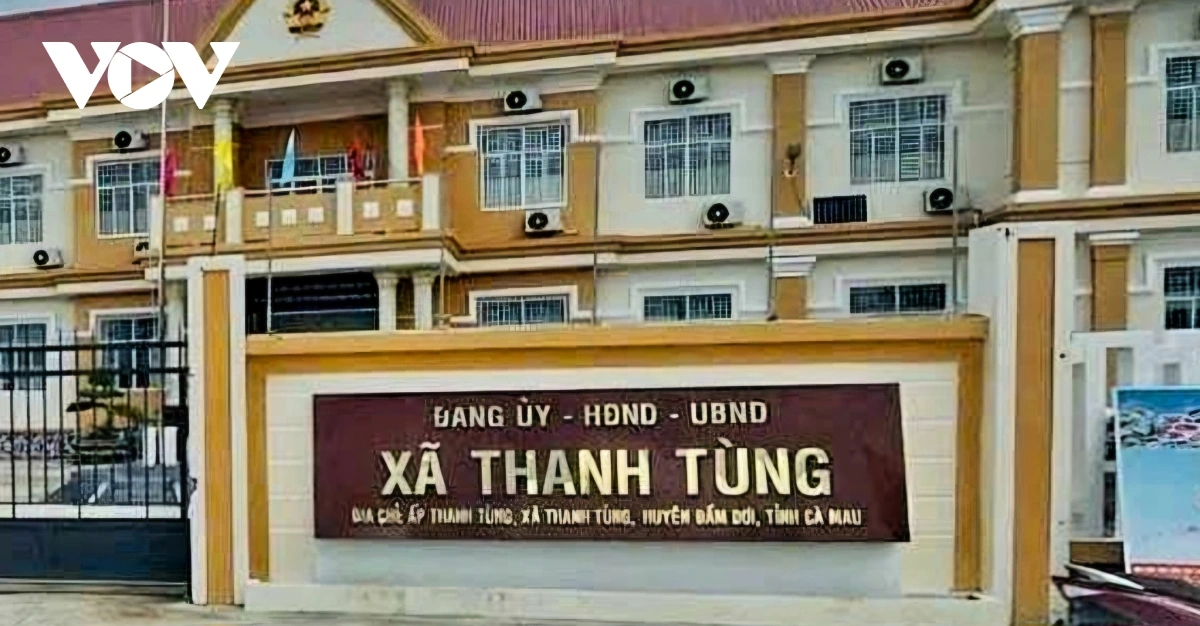 VOV
ĐẢNG ỦY - HĐND - UBND
XÃ THANH TÙNG
ĐỊA CHỈ: ẤP THANH TÙNG, XÃ THANH TÙNG, HUYỆN ĐẦM DƠI, TỈNH CÀ MAU